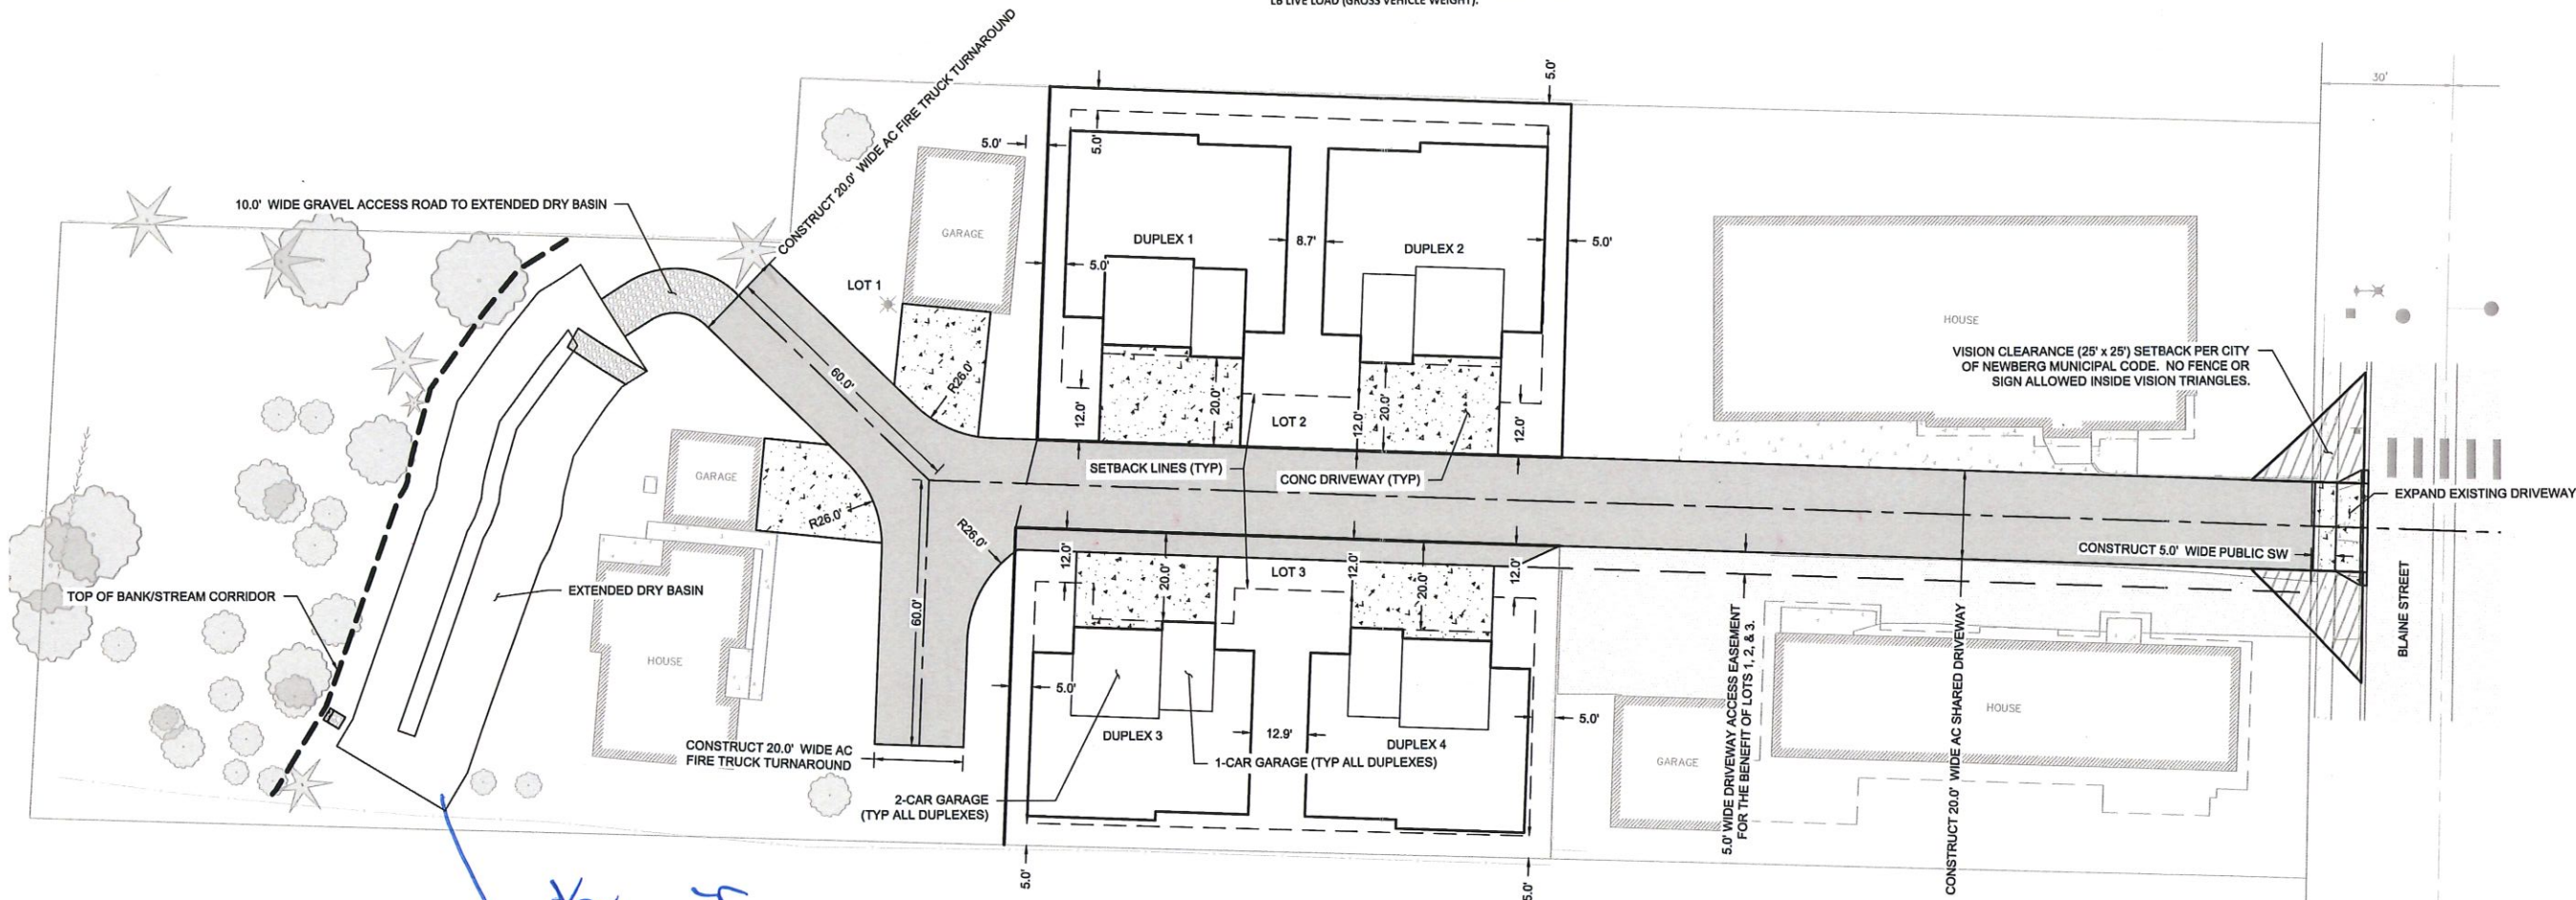 LB LIVE LOAD (GROSS VEHICLE WEIGHT).
CONSTRUCT 20.0' WIDE AC FIRE TRUCK TURNAROUND
5.0'
30'
10.0' WIDE GRAVEL ACCESS ROAD TO EXTENDED DRY BASIN
5.0'
5.0'
GARAGE
DUPLEX 1
8.7'
DUPLEX 2
5.0'
5.0'
LOT 1
HOUSE
VISION CLEARANCE (25' x 25') SETBACK PER CITY
OF NEWBERG MUNICIPAL CODE. NO FENCE OR
SIGN ALLOWED INSIDE VISION TRIANGLES.
60.0'
R26.0'
12.0'
20.0'
LOT 2
12.0'
20.0'
12.0'
SETBACK LINES (TYP)
CONC DRIVEWAY (TYP)
GARAGE
R26.0'
R26.0'
EXPAND EXISTING DRIVEWAY
CONSTRUCT 5.0' WIDE PUBLIC SW
12.0'
20.0'
LOT 3
12.0'
20.0'
12.0'
TOP OF BANK/STREAM CORRIDOR
EXTENDED DRY BASIN
60.0'
HOUSE
5.0'
5.0'
DUPLEX 3
12.9'
DUPLEX 4
1-CAR GARAGE (TYP ALL DUPLEXES)
CONSTRUCT 20.0' WIDE AC
FIRE TRUCK TURNAROUND
2-CAR GARAGE
(TYP ALL DUPLEXES)
GARAGE
5.0' WIDE DRIVEWAY ACCESS EASEMENT
FOR THE BENEFIT OF LOTS 1, 2, & 3.
HOUSE
CONSTRUCT 20.0' WIDE AC SHARED DRIVEWAY
BLAINE STREET
5.0'
5.0'